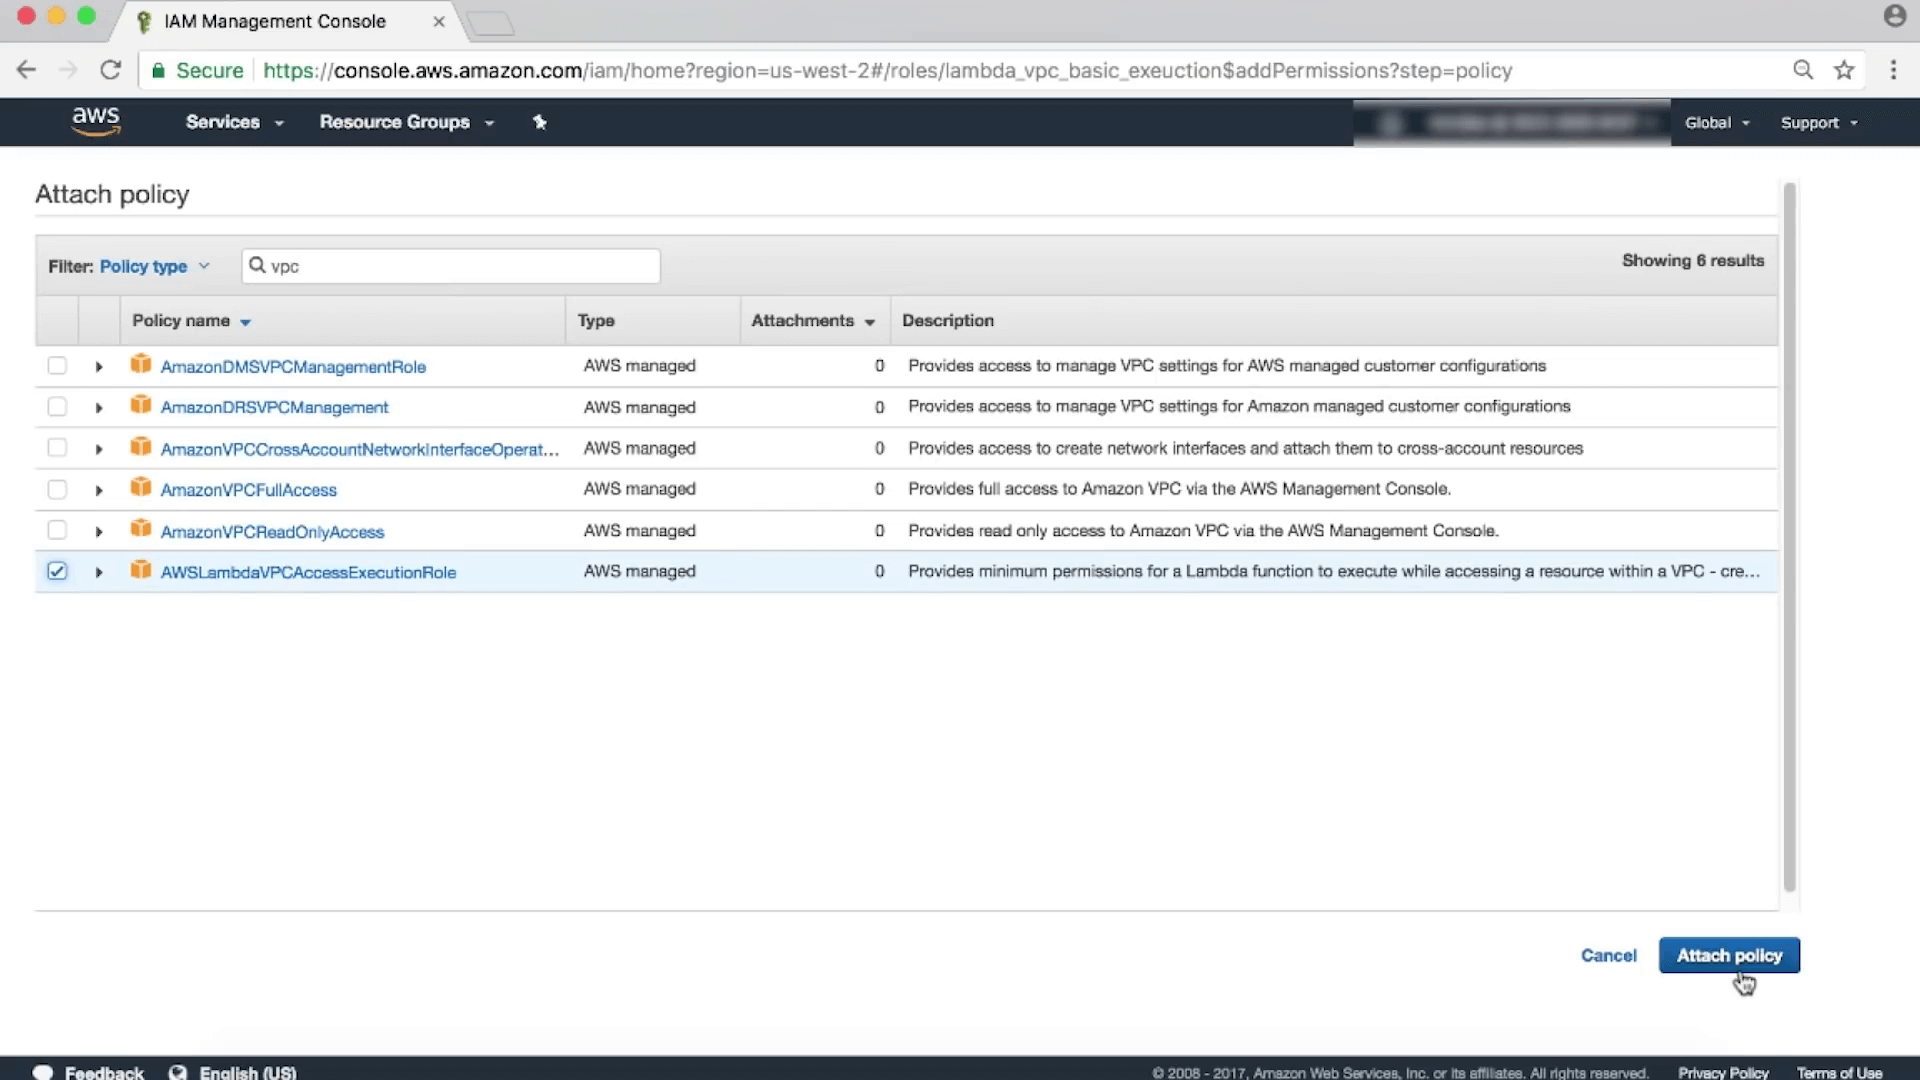 IAM Management Console
Secure https://console.aws.amazon.com/iam/home?region=us-west-2#/roles/lambda_vpc_basic_exeuction$addPermissions?step=policy
aws Services Resource Groups Global Support
Attach policy
Filter: Policy type vpc Showing 6 results
Policy name Type Attachments Description
AmazonDMSVPCManagementRole AWS managed 0 Provides access to manage VPC settings for AWS managed customer configurations
AmazonDRSVPCManagement AWS managed 0 Provides access to manage VPC settings for Amazon managed customer configurations
AmazonVPCCrossAccountNetworkInterfaceOperat... AWS managed 0 Provides access to create network interfaces and attach them to cross-account resources
AmazonVPCFullAccess AWS managed 0 Provides full access to Amazon VPC via the AWS Management Console.
AmazonVPCReadOnlyAccess AWS managed 0 Provides read only access to Amazon VPC via the AWS Management Console.
AWSLambdaVPCAccessExecutionRole AWS managed 0 Provides minimum permissions for a Lambda function to execute while accessing a resource within a VPC - cre...
Cancel Attach policy
Feedback English (US) © 2008 - 2017, Amazon Web Services, Inc. or its affiliates. All rights reserved. Privacy Policy Terms of Use